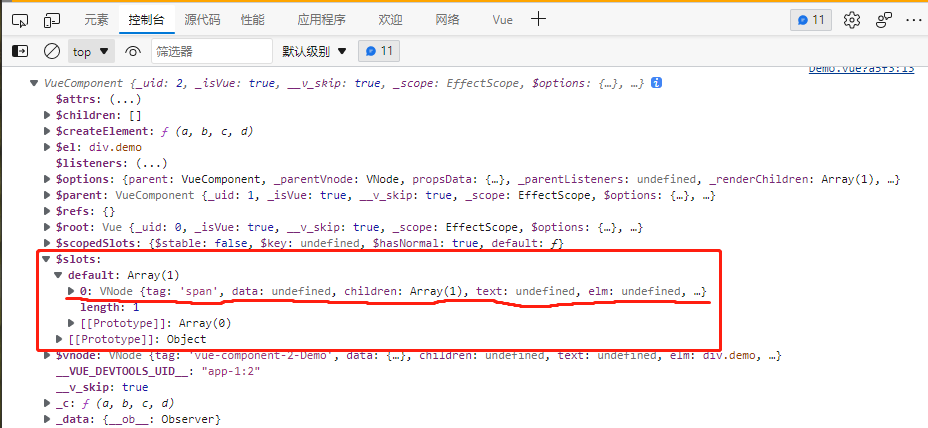 元素 控制台 源代码 性能 应用程序 欢迎 网络 Vue 11
top 筛选器 默认级别 11
Demo.vue?a5f3:13
VueComponent {_uid: 2, _isVue: true, __v_skip: true, _scope: EffectScope, $options: {…}, …}
$attrs: (...)
$children: []
$createElement: ƒ (a, b, c, d)
$el: div.demo
$listeners: (...)
$options: {parent: VueComponent, _parentVnode: VNode, propsData: {…}, _parentListeners: undefined, _renderChildren: Array(1), …}
$parent: VueComponent {_uid: 1, _isVue: true, __v_skip: true, _scope: EffectScope, $options: {…}, …}
$refs: {}
$root: Vue {_uid: 0, _isVue: true, __v_skip: true, _scope: EffectScope, $options: {…}, …}
$scopedSlots: {$stable: false, $key: undefined, $hasNormal: true, default: ƒ}
$slots:
default: Array(1)
0: VNode {tag: 'span', data: undefined, children: Array(1), text: undefined, elm: undefined, …}
length: 1
[[Prototype]]: Array(0)
[[Prototype]]: Object
$vnode: VNode {tag: 'vue-component-2-Demo', data: {…}, children: undefined, text: undefined, elm: div.demo, …}
__VUE_DEVTOOLS_UID__: "app-1:2"
__v_skip: true
_c: ƒ (a, b, c, d)
_data: {__ob__: Observer}